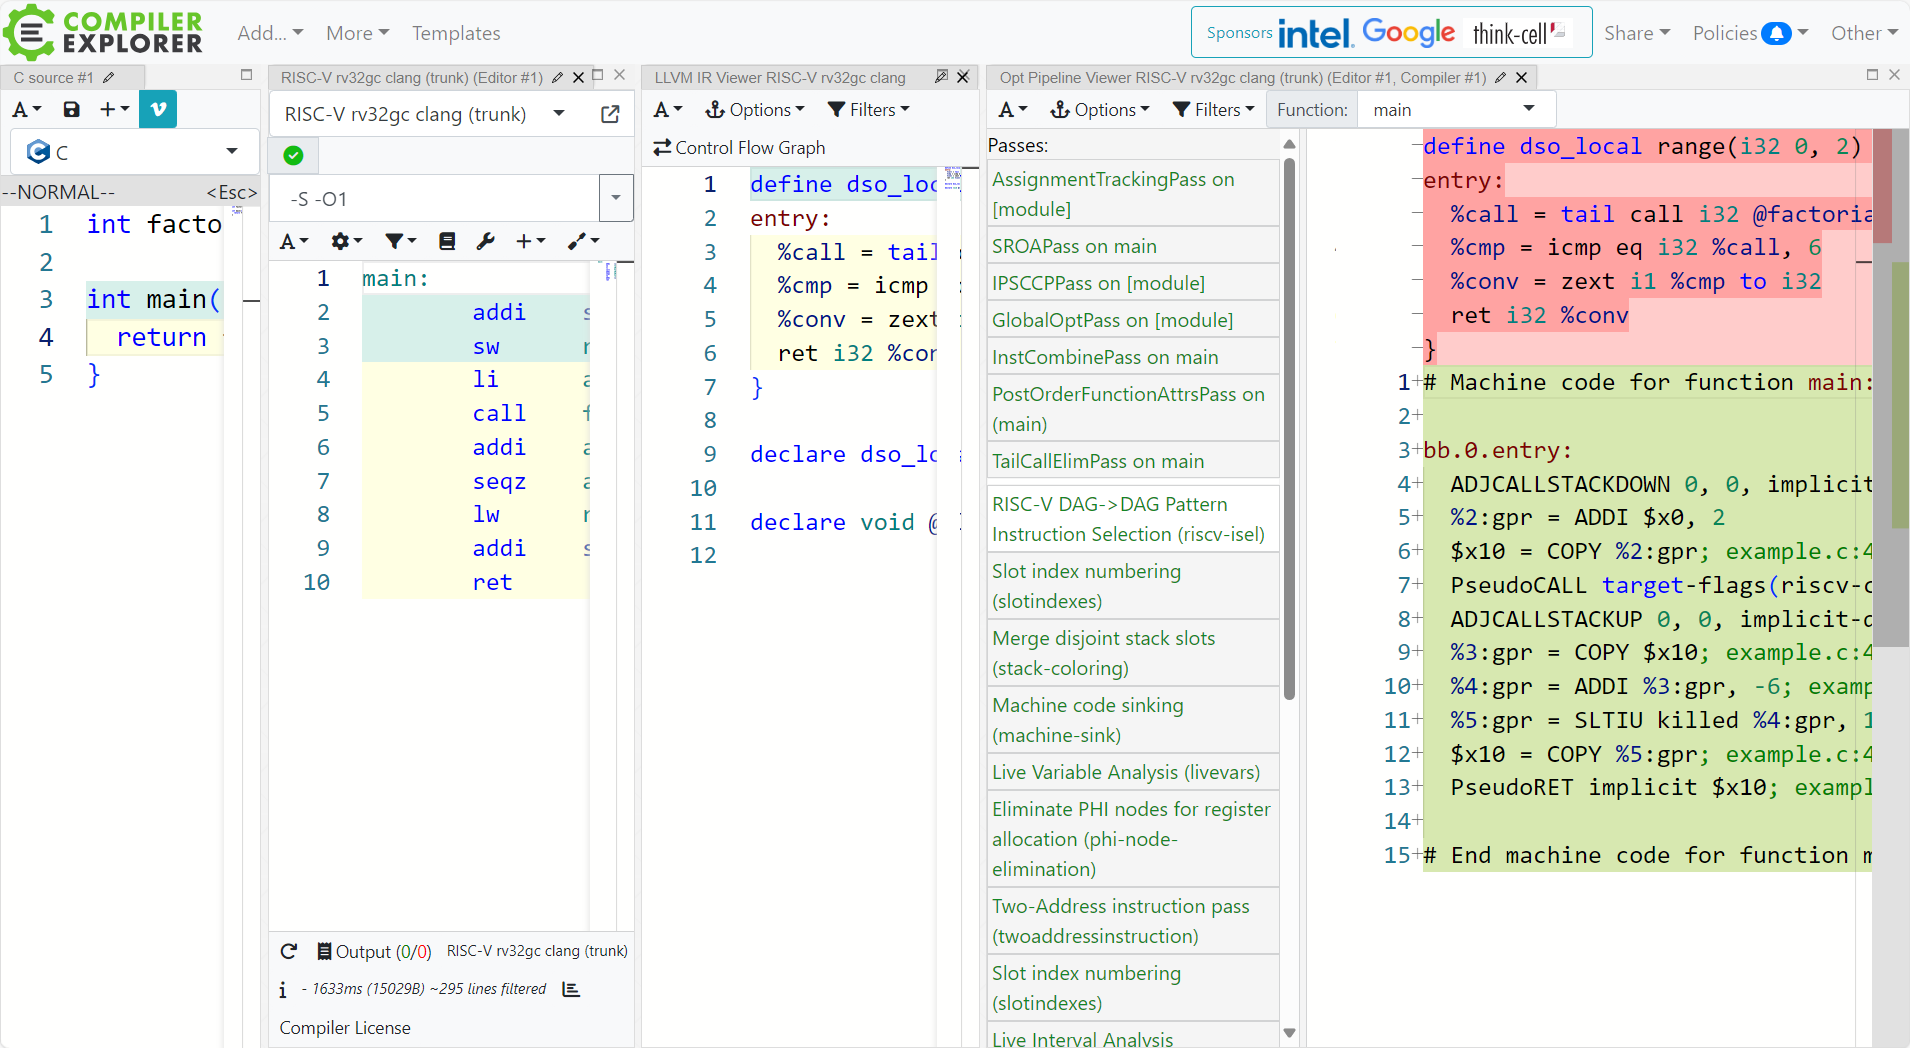 COMPILER EXPLORER
Add...
More
Templates
Sponsors intel. Google think-cell
Share
Policies
Other
C source #1
A
C
--NORMAL-- <Esc>
1 int facto
2
3 int main(
4 return
5 }
RISC-V rv32gc clang (trunk) (Editor #1)
RISC-V rv32gc clang (trunk)
-S -O1
A
1 main:
2 addi
3 sw
4 li
5 call
6 addi
7 seqz
8 lw
9 addi
10 ret
Output (0/0) RISC-V rv32gc clang (trunk)
- 1633ms (15029B) ~295 lines filtered
Compiler License
LLVM IR Viewer RISC-V rv32gc clang
A Options Filters
Control Flow Graph
1 define dso_loc
2 entry:
3 %call = tail
4 %cmp = icmp
5 %conv = zext
6 ret i32 %con
7 }
8
9 declare dso_lo
10
11 declare void @
12
Opt Pipeline Viewer RISC-V rv32gc clang (trunk) (Editor #1, Compiler #1)
A Options Filters Function: main
Passes:
AssignmentTrackingPass on
[module]
SROAPass on main
IPSCCPPass on [module]
GlobalOptPass on [module]
InstCombinePass on main
PostOrderFunctionAttrsPass on
(main)
TailCallElimPass on main
RISC-V DAG->DAG Pattern
Instruction Selection (riscv-isel)
Slot index numbering
(slotindexes)
Merge disjoint stack slots
(stack-coloring)
Machine code sinking
(machine-sink)
Live Variable Analysis (livevars)
Eliminate PHI nodes for register
allocation (phi-node-
elimination)
Two-Address instruction pass
(twoaddressinstruction)
Slot index numbering
(slotindexes)
Live Interval Analysis
−define dso_local range(i32 0, 2)
−entry:
− %call = tail call i32 @factoria
− %cmp = icmp eq i32 %call, 6
− %conv = zext i1 %cmp to i32
− ret i32 %conv
−}
1+# Machine code for function main:
2+
3+bb.0.entry:
4+ ADJCALLSTACKDOWN 0, 0, implicit
5+ %2:gpr = ADDI $x0, 2
6+ $x10 = COPY %2:gpr; example.c:4
7+ PseudoCALL target-flags(riscv-c
8+ ADJCALLSTACKUP 0, 0, implicit-d
9+ %3:gpr = COPY $x10; example.c:4
10+ %4:gpr = ADDI %3:gpr, -6; examp
11+ %5:gpr = SLTIU killed %4:gpr, 1
12+ $x10 = COPY %5:gpr; example.c:4
13+ PseudoRET implicit $x10; exampl
14+
15+# End machine code for function m